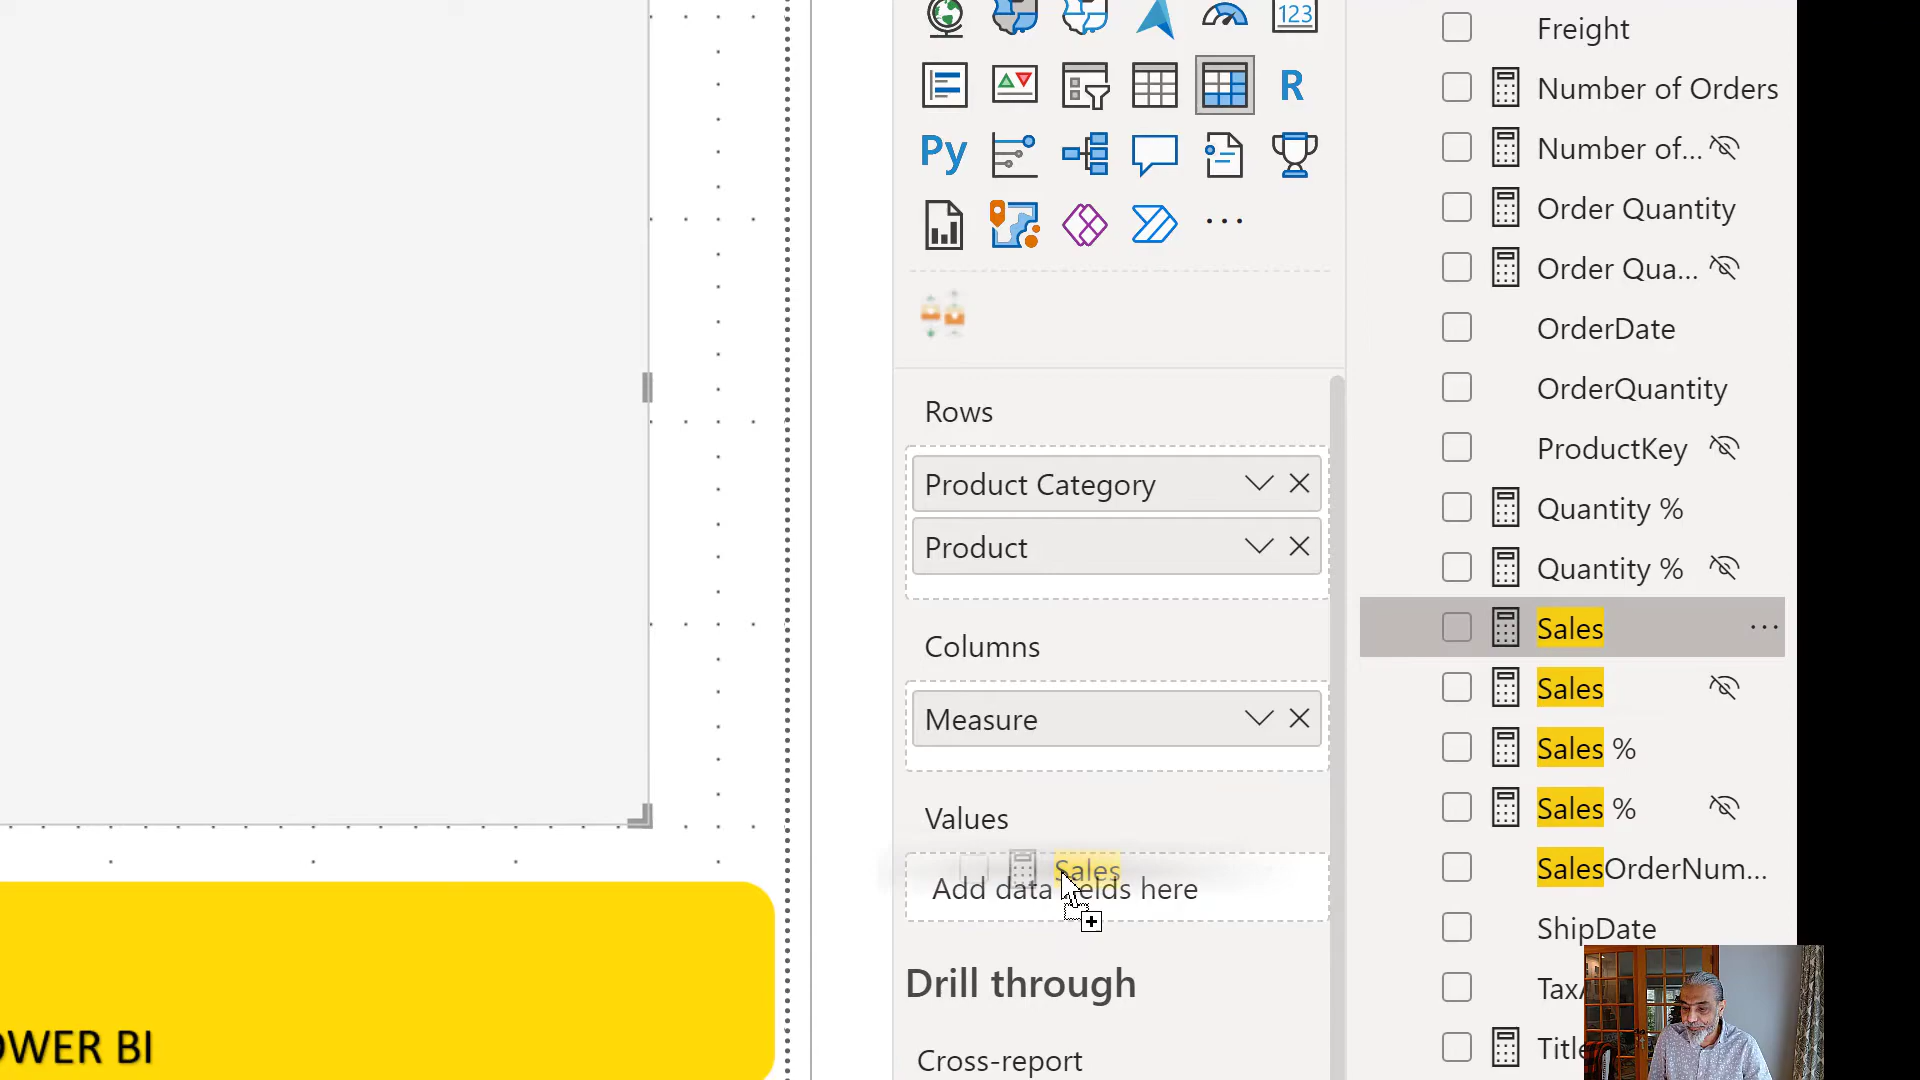 123
R
Py
...
Rows
Product Category
Product
Columns
Measure
Values
Sales
Add data fields here
Drill through
Cross-report
Freight
Number of Orders
Number of...
Order Quantity
Order Qua...
OrderDate
OrderQuantity
ProductKey
Quantity %
Quantity %
Sales
...
Sales
Sales %
Sales %
SalesOrderNum...
ShipDate
Tax
Title
OWER BI